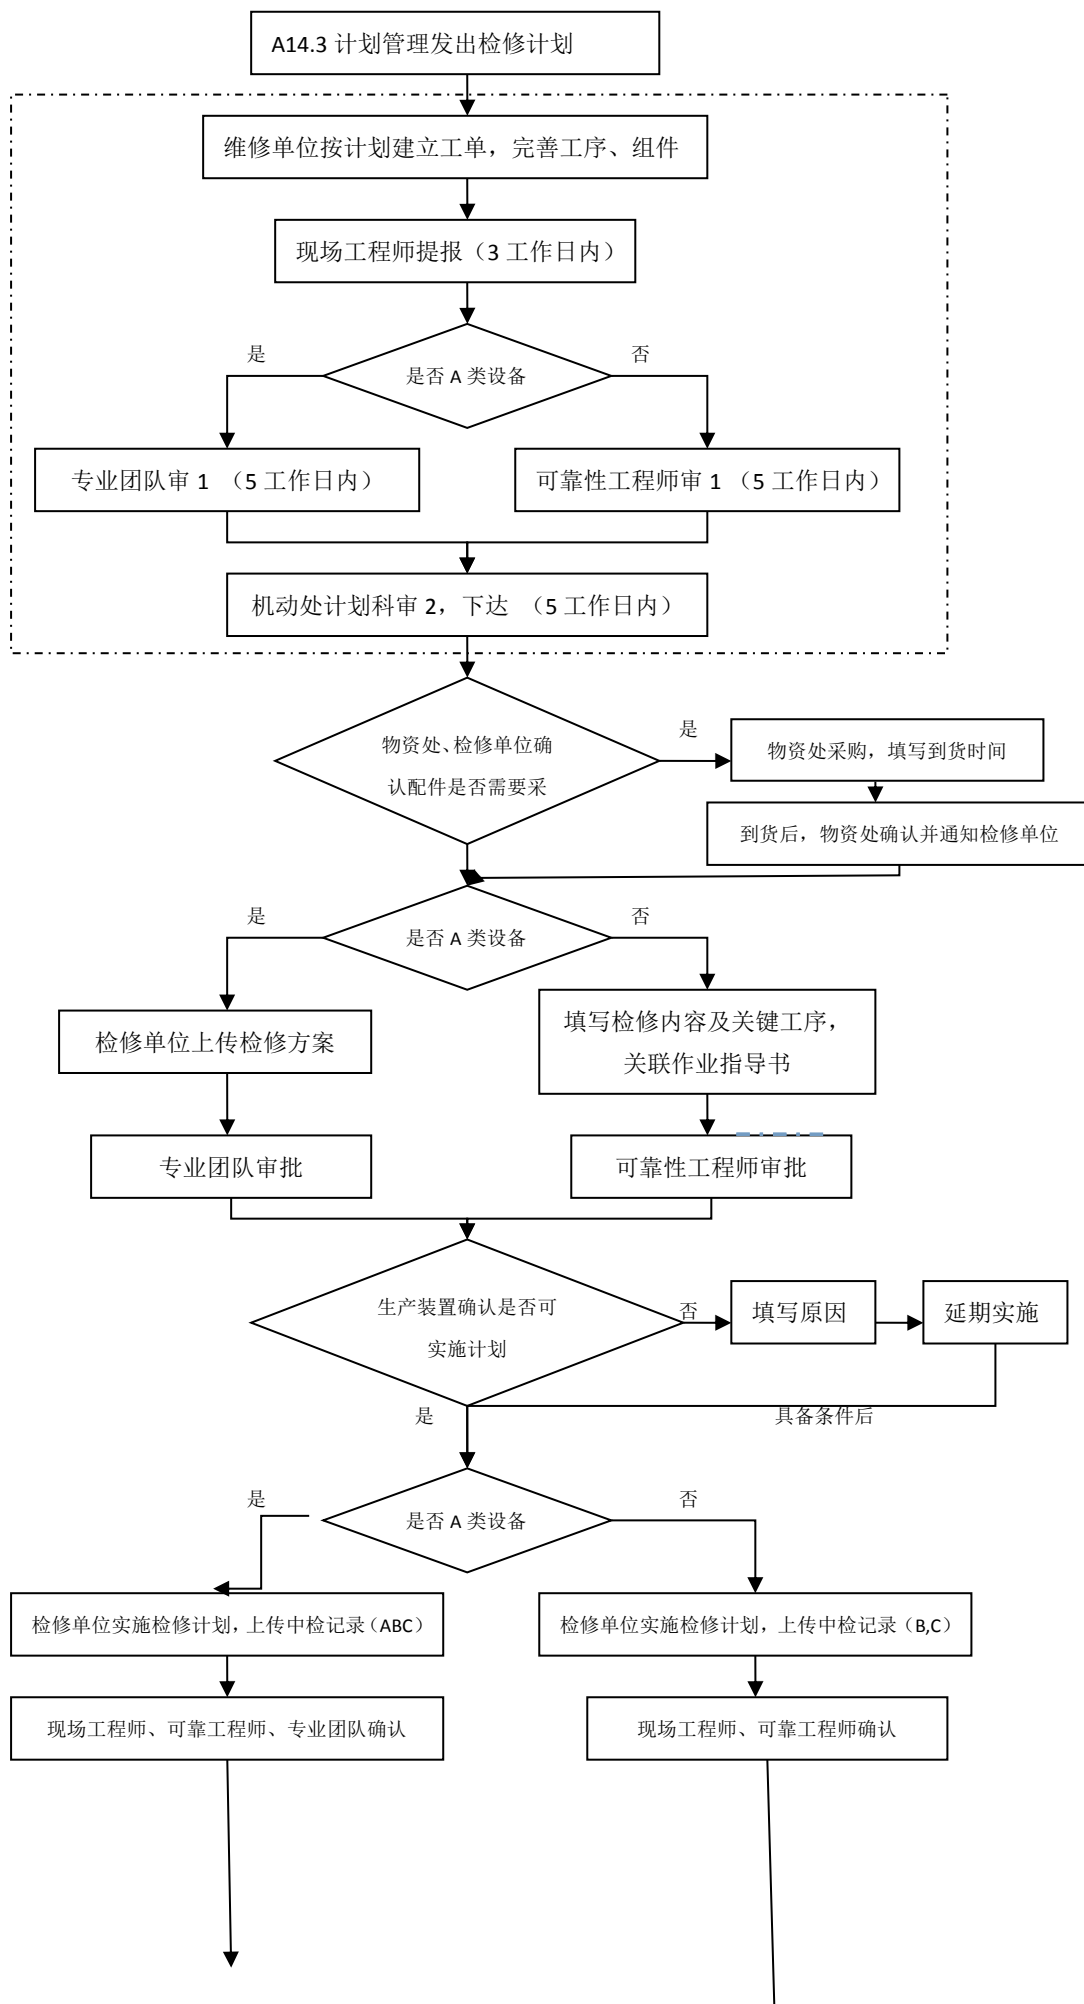 A14.3 计划管理发出检修计划
维修单位按计划建立工单，完善工序、组件
现场工程师提报（3 工作日内）
是
否
是否 A 类设备
专业团队审 1 （5 工作日内）
可靠性工程师审 1 （5 工作日内）
机动处计划科审 2，下达 （5 工作日内）
物资处、检修单位确
认配件是否需要采
是
物资处采购，填写到货时间
到货后，物资处确认并通知检修单位
是
否
是否 A 类设备
检修单位上传检修方案
填写检修内容及关键工序，
关联作业指导书
专业团队审批
可靠性工程师审批
生产装置确认是否可
实施计划
否
填写原因
延期实施
是
具备条件后
是
否
是否 A 类设备
检修单位实施检修计划，上传中检记录（ABC）
检修单位实施检修计划，上传中检记录（B,C）
现场工程师、可靠工程师、专业团队确认
现场工程师、可靠工程师确认